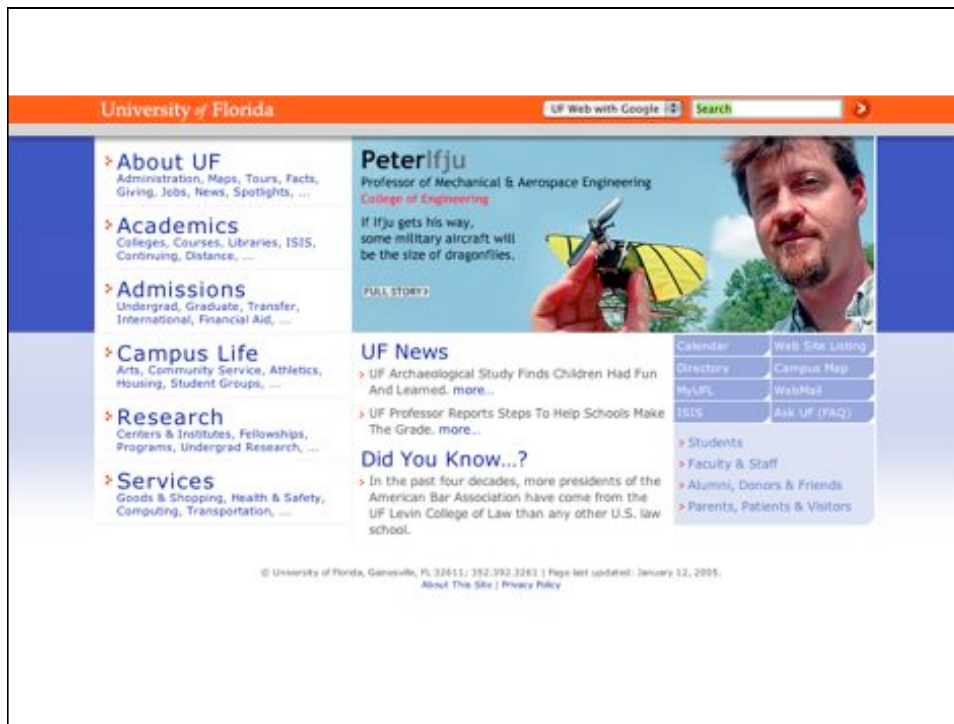 University of Florida
UF Web with Google
Search
About UF
Administration, Maps, Tours, Facts,
Giving, Jobs, News, Spotlights, ...
Academics
Colleges, Courses, Libraries, ISIS,
Continuing, Distance, ...
Admissions
Undergrad, Graduate, Transfer,
International, Financial Aid, ...
Campus Life
Arts, Community Service, Athletics,
Housing, Student Groups, ...
Research
Centers & Institutes, Fellowships,
Programs, Undergrad Research, ...
Services
Goods & Shopping, Health & Safety,
Computing, Transportation, ...
PeterIfju
Professor of Mechanical & Aerospace Engineering
College of Engineering
If Ifju gets his way,
some military aircraft will
be the size of dragonflies.
FULL STORY
UF News
UF Archaeological Study Finds Children Had Fun
And Learned. more...
UF Professor Reports Steps To Help Schools Make
The Grade. more...
Did You Know...?
In the past four decades, more presidents of the
American Bar Association have come from the
UF Levin College of Law than any other U.S. law
school.
Calendar
Web Site Listing
Directory
Campus Map
MyUFL
WebMail
ISIS
Ask UF (FAQ)
Students
Faculty & Staff
Alumni, Donors & Friends
Parents, Patients & Visitors
© University of Florida, Gainesville, FL 32611; 352.392.3261 | Page last updated: January 12, 2005.
About This Site | Privacy Policy